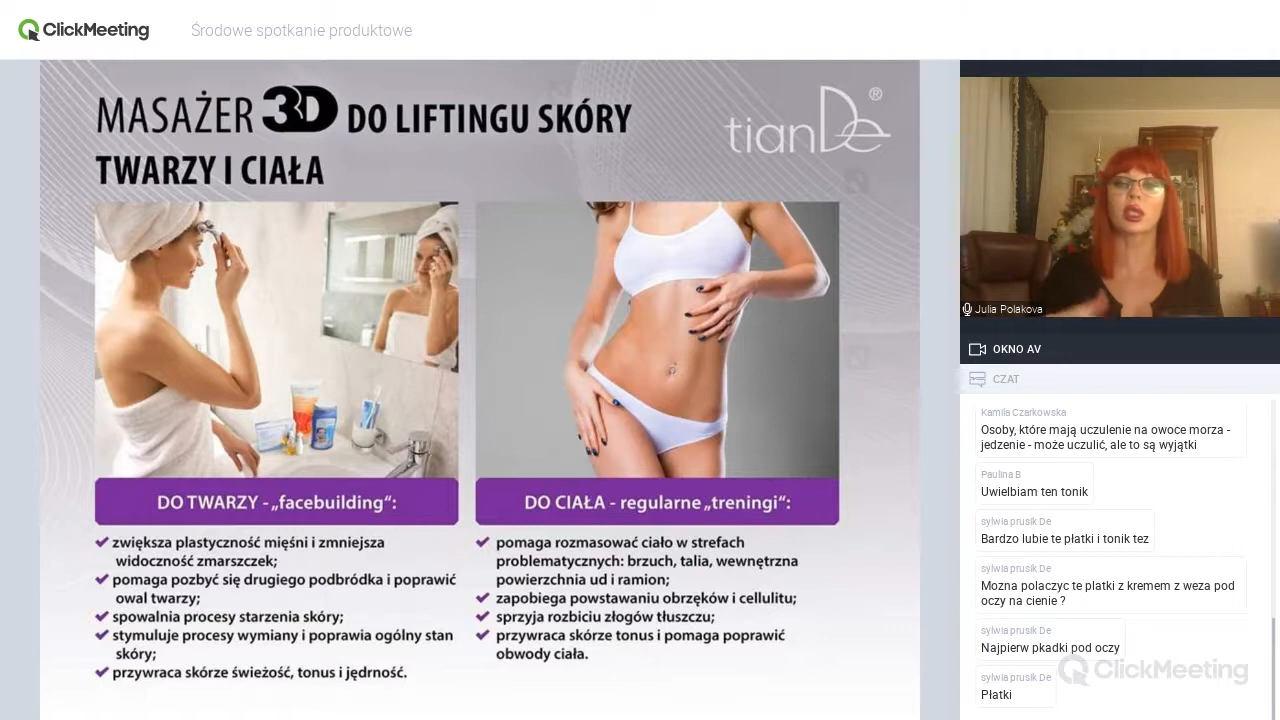 ClickMeeting
Środowe spotkanie produktowe
MASAŻER 3D DO LIFTINGU SKÓRY
TWARZY I CIAŁA
tianDe®
DO TWARZY - „facebuilding“:
zwiększa plastyczność mięśni i zmniejsza
widoczność zmarszczek;
pomaga pozbyć się drugiego podbródka i poprawić
owal twarzy;
spowalnia procesy starzenia skóry;
stymuluje procesy wymiany i poprawia ogólny stan
skóry;
przywraca skórze świeżość, tonus i jędrność.
DO CIAŁA - regularne „treningi“:
pomaga rozmasować ciało w strefach
problematycznych: brzuch, talia, wewnętrzna
powierzchnia ud i ramion;
zapobiega powstawaniu obrzęków i cellulitu;
sprzyja rozbiciu złogów tłuszczu;
przywraca skórze tonus i pomaga poprawić
obwody ciała.
Julia Polakova
OKNO AV
CZAT
Kamila Czarkowska
Osoby, które mają uczulenie na owoce morza -
jedzenie - może uczulić, ale to są wyjątki
Paulina B
Uwielbiam ten tonik
sylwia prusik De
Bardzo lubie te płatki i tonik tez
sylwia prusik De
Mozna polaczyc te platki z kremem z weza pod
oczy na cienie ?
sylwia prusik De
Najpierw pkadki pod oczy
sylwia prusik De
Płatki
ClickMeeting